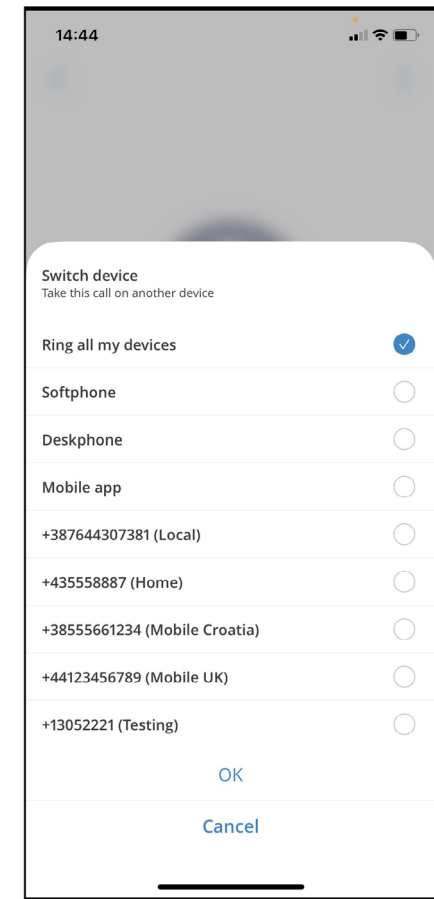 14:44
Switch device
Take this call on another device
Ring all my devices
Softphone
Deskphone
Mobile app
+387644307381 (Local)
+435558887 (Home)
+38555661234 (Mobile Croatia)
+44123456789 (Mobile UK)
+13052221 (Testing)
OK
Cancel